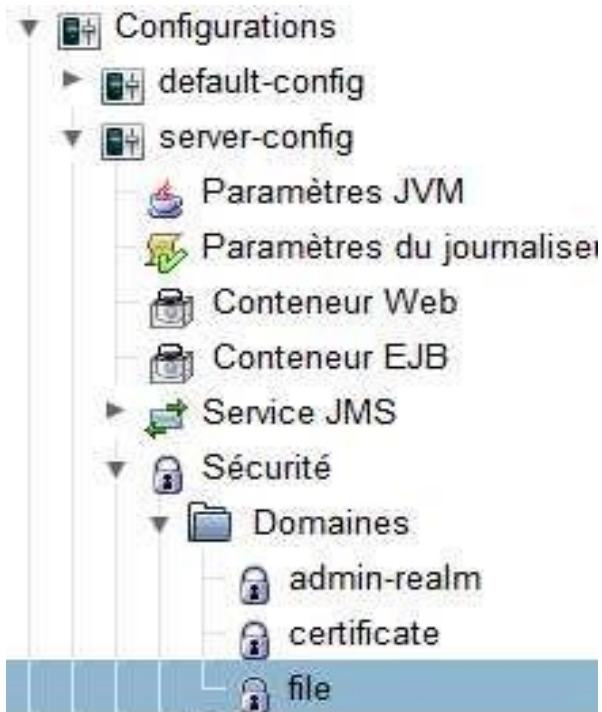 Configurations
default-config
server-config
Paramètres JVM
Paramètres du journaliseu
Conteneur Web
Conteneur EJB
Service JMS
Sécurité
Domaines
admin-realm
certificate
file